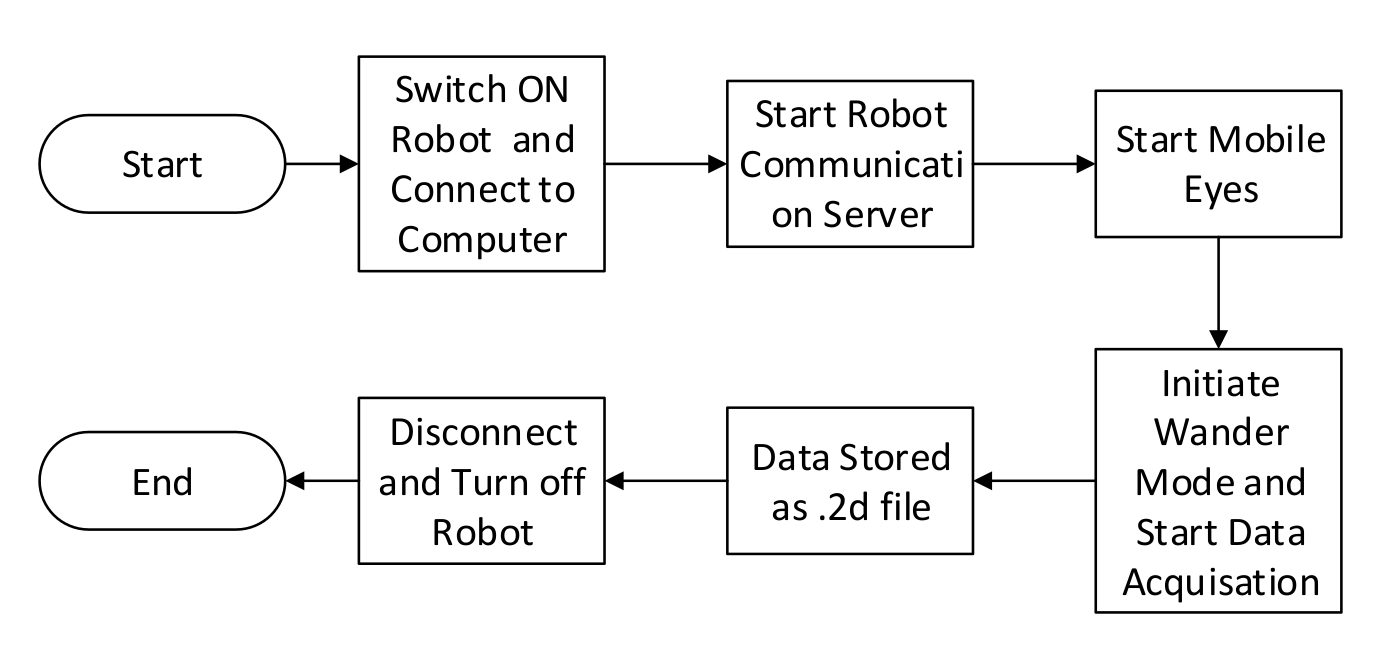 Start
Switch ON
Robot and
Connect to
Computer
Start Robot
Communicati
on Server
Start Mobile
Eyes
Initiate
Wander
Mode and
Start Data
Acquisation
Data Stored
as .2d file
Disconnect
and Turn off
Robot
End